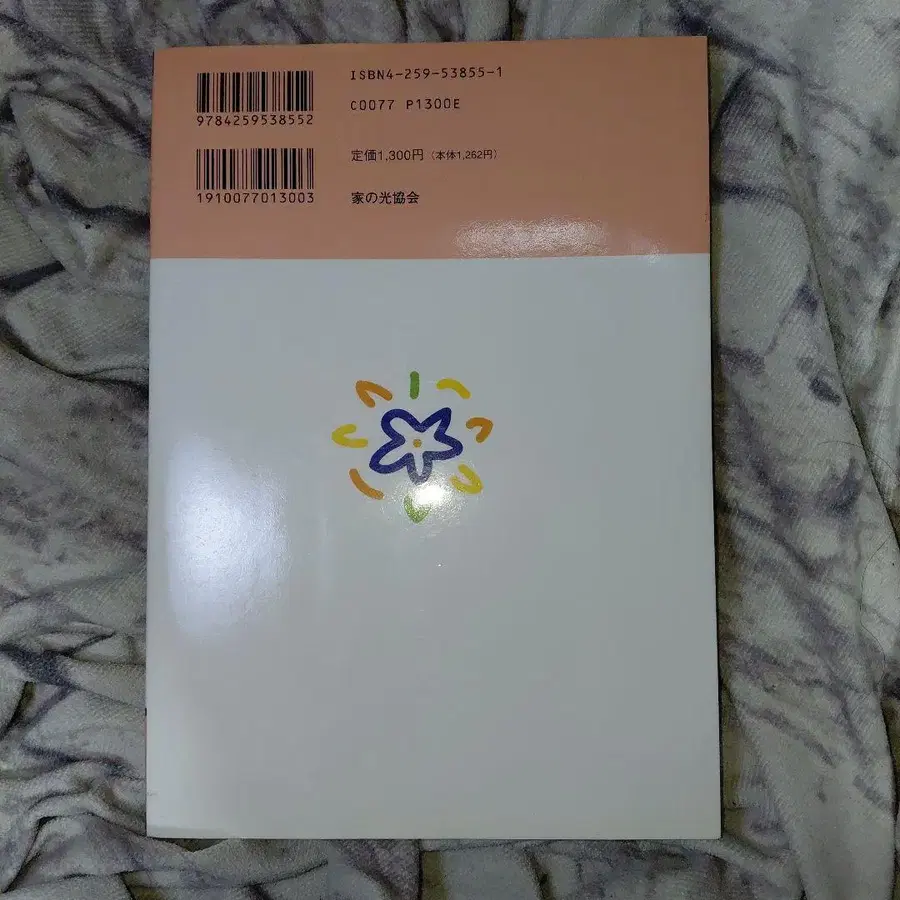 ISBN4-259-53855-1
9784259538552
C0077 P1300E
定価1,300円（本体1,262円）
1910077013003
家の光協会